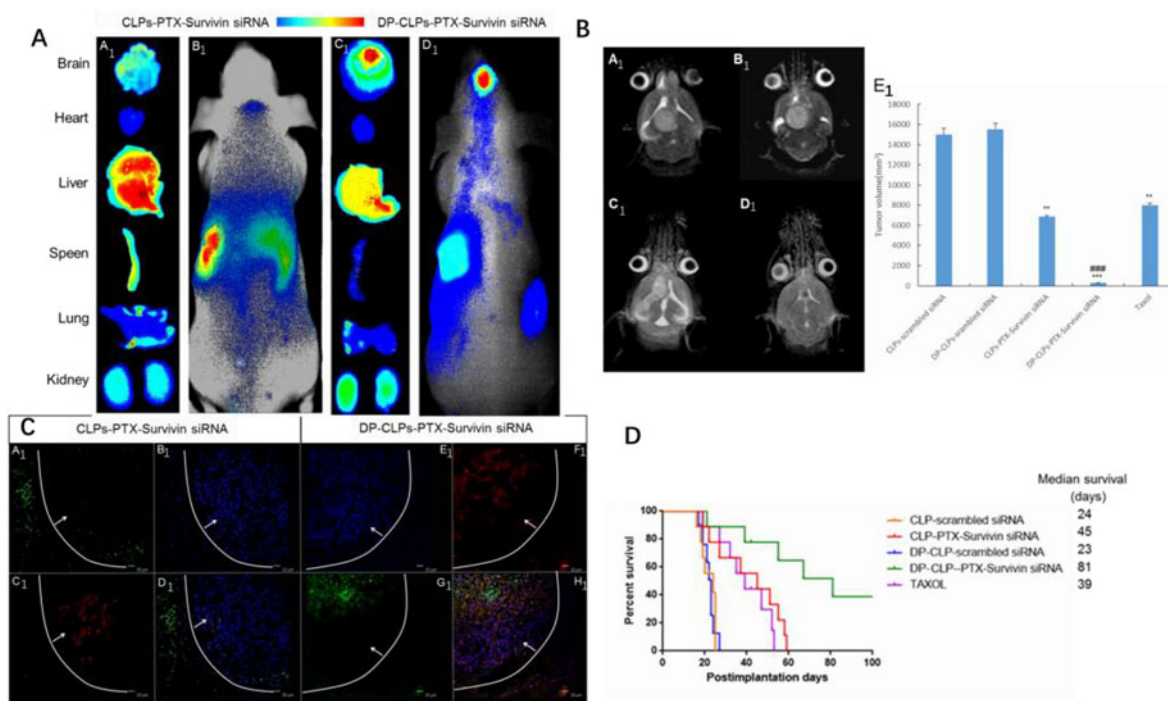 CLPs-PTX-Survivin siRNA DP-CLPs-PTX-Survivin siRNA
A
A1 B1 C1 D1
Brain
Heart
Liver
Speen
Lung
Kidney
B
A1 B1
C1 D1
E1
Tumor volume(mm³)
18000
16000
14000
12000
10000
8000
6000
4000
2000
0
** ### *** **
CLPs-scrambled siRNA
DP-CLPs-srambled siRNA
CLPs-PTX-Survivin siRNA
DP-CLPs-PTX-Survivin siRNA
Taxol
C
CLPs-PTX-Survivin siRNA DP-CLPs-PTX-Survivin siRNA
A1 B1 E1 F1
C1 D1 G1 H1
D
Median survival
(days)
CLP-scrambled siRNA 24
CLP-PTX-Survivin siRNA 45
DP-CLP-scrambled siRNA 23
DP-CLP--PTX-Survivin siRNA 81
TAXOL 39
Percent survival
100
80
60
40
20
0
0 20 40 60 80 100
Postimplantation days